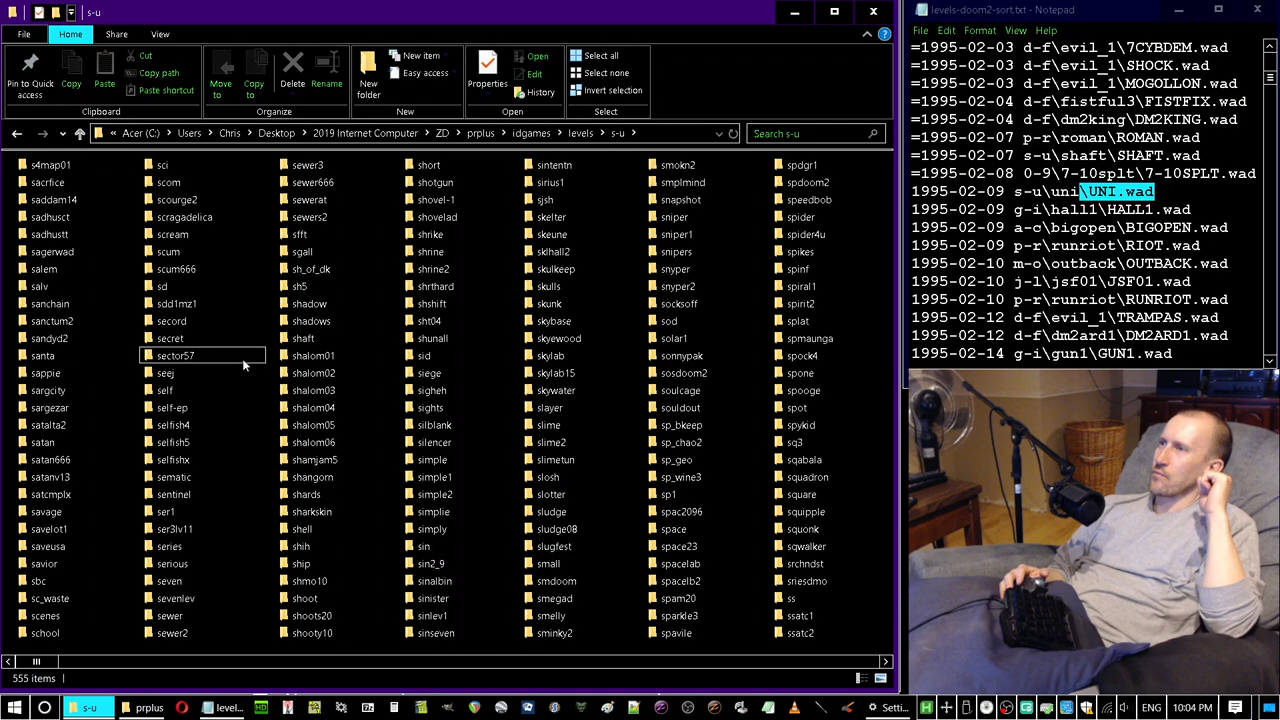 s-u
File Home Share View
Pin to Quick access
Copy
Paste
Cut
Copy path
Paste shortcut
Move to
Copy to
Delete
Rename
New folder
New item
Easy access
Properties
Open
Edit
History
Select all
Select none
Invert selection
Clipboard Organize New Open Select
« Acer (C:) > Users > Chris > Desktop > 2019 Internet Computer > ZD > prplus > idgames > levels > s-u >
Search s-u
s4map01 sci sewer3 short sintentn smokn2 spdgr1
sacrfice scom sewer666 shotgun sirius1 smplmind spdoom2
saddam14 scourge2 sewerat shovel-1 sjsh snapshot speedbob
sadhusct scragadelica sewers2 shovelad skelter sniper spider
sadhustt scream sfft shrike skeune sniper1 spider4u
sagerwad scum sgall shrine sklhall2 snipers spikes
salem scum666 sh_of_dk shrine2 skulkeep snyper spinf
salv sd sh5 shrthard skulls snyper2 spiral1
sanchain sdd1mz1 shadow shshift skunk socksoff spirit2
sanctum2 secord shadows sht04 skybase sod splat
sandyd2 secret shaft shunall skyewood solar1 spmaunga
santa sector57 shalom01 sid skylab sonnypak spock4
sappie seej shalom02 siege skylab15 sosdoom2 spone
sargcity self shalom03 sigheh skywater soulcage spooge
sargezar self-ep shalom04 sights slayer souldout spot
satalta2 selfish4 shalom05 silblank slime sp_bkeep spykid
satan selfish5 shalom06 silencer slime2 sp_chao2 sq3
satan666 selfishx shamjam5 simple slimetun sp_geo sqabala
satanv13 sematic shangorn simple1 slosh sp_wine3 squadron
satcmplx sentinel shards simple2 slotter sp1 square
savage ser1 sharkskin simplie sludge spac2096 squipple
savelot1 ser3lv11 shell simply sludge08 space squonk
saveusa series shih sin slugfest space23 sqwalker
savior serious ship sin2_9 small spacelab srchndst
sbc seven shmo10 sinalbin smdoom spacelb2 sriesdmo
sc_waste sevenlev shoot sinister smegad spam20 ss
scenes sewer shoots20 sinlev1 smelly sparkle3 ssatc1
school sewer2 shooty10 sinseven sminky2 spavile ssatc2
555 items
levels-doom2-sort.txt - Notepad
File Edit Format View Help
=1995-02-03 d-f\evil_1\7CYBDEM.wad
=1995-02-03 d-f\evil_1\SHOCK.wad
=1995-02-03 d-f\evil_1\MOGOLLON.wad
=1995-02-04 d-f\fistful3\FISTFIX.wad
=1995-02-04 d-f\dm2king\DM2KING.wad
=1995-02-07 p-r\roman\ROMAN.wad
=1995-02-07 s-u\shaft\SHAFT.wad
=1995-02-08 0-9\7-10splt\7-10SPLT.wad
1995-02-09 s-u\uni\UNI.wad
1995-02-09 g-i\hall1\HALL1.wad
1995-02-09 a-c\bigopen\BIGOPEN.wad
1995-02-09 p-r\runriot\RIOT.wad
1995-02-10 m-o\outback\OUTBACK.wad
1995-02-10 j-l\jsf01\JSF01.wad
1995-02-10 p-r\runriot\RUNRIOT.wad
1995-02-12 d-f\evil_1\TRAMPAS.wad
1995-02-12 d-f\dm2ard1\DM2ARD1.wad
1995-02-14 g-i\gun1\GUN1.wad
s-u prplus level... Setti... ENG 10:04 PM